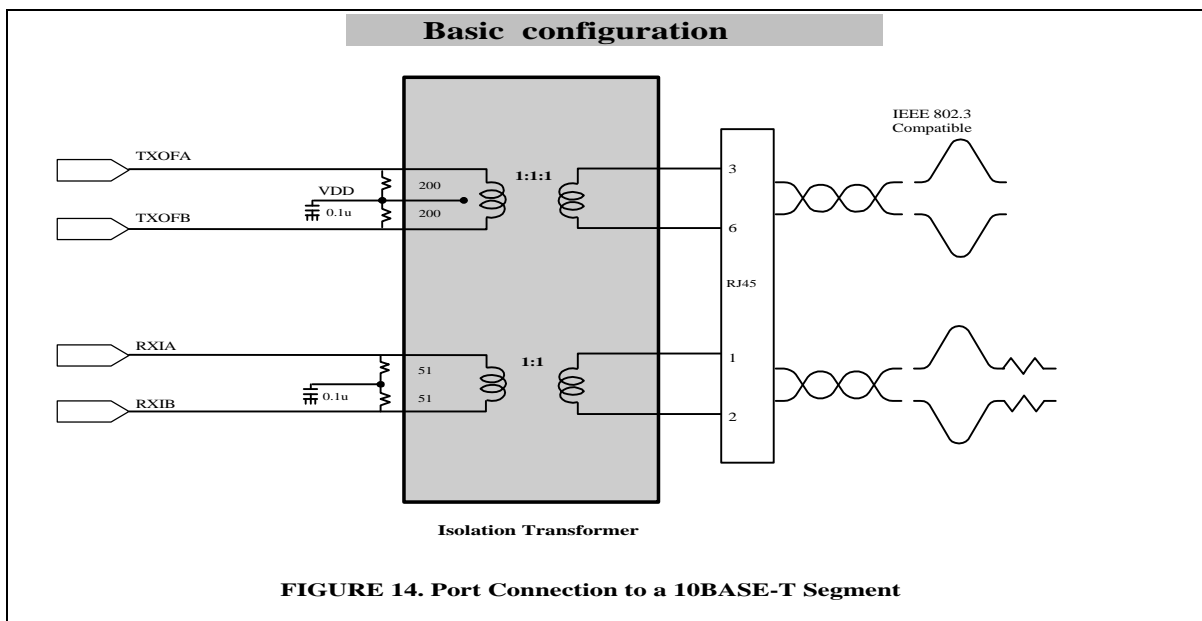 Basic configuration
IEEE 802.3
Compatible
TXOFA
1:1:1
3
200
VDD
0.1u
200
TXOFB
6
RJ45
RXIA
1:1
1
51
0.1u
51
RXIB
2
Isolation Transformer
FIGURE 14. Port Connection to a 10BASE-T Segment